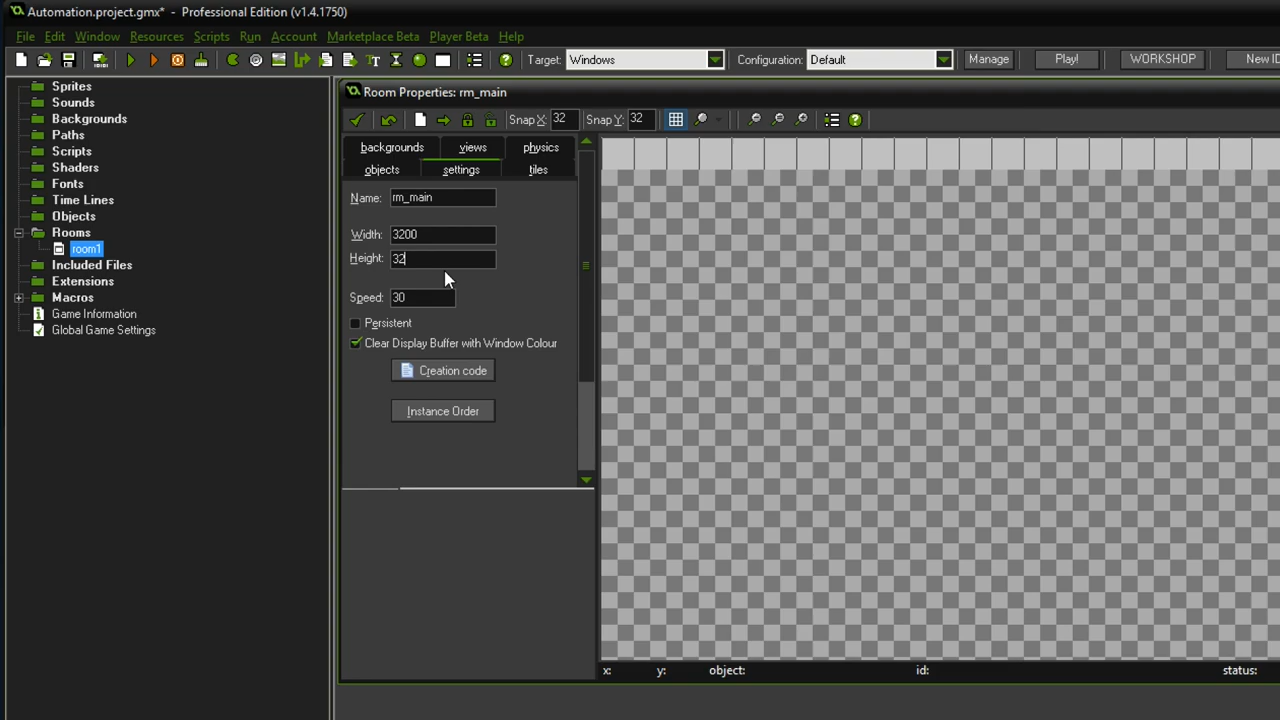 Automation.project.gmx* - Professional Edition (v1.4.1750)
File Edit Window Resources Scripts Run Account Marketplace Beta Player Beta Help
Target: Windows Configuration: Default Manage Play! WORKSHOP
Sprites
Sounds
Backgrounds
Paths
Scripts
Shaders
Fonts
Time Lines
Objects
Rooms
room1
Included Files
Extensions
Macros
Game Information
Global Game Settings
Room Properties: rm_main
Snap X: 32 Snap Y: 32
backgrounds views physics
objects settings tiles
Name: rm_main
Width: 3200
Height: 32
Speed: 30
Persistent
Clear Display Buffer with Window Colour
Creation code
Instance Order
x: y: object: id: status: